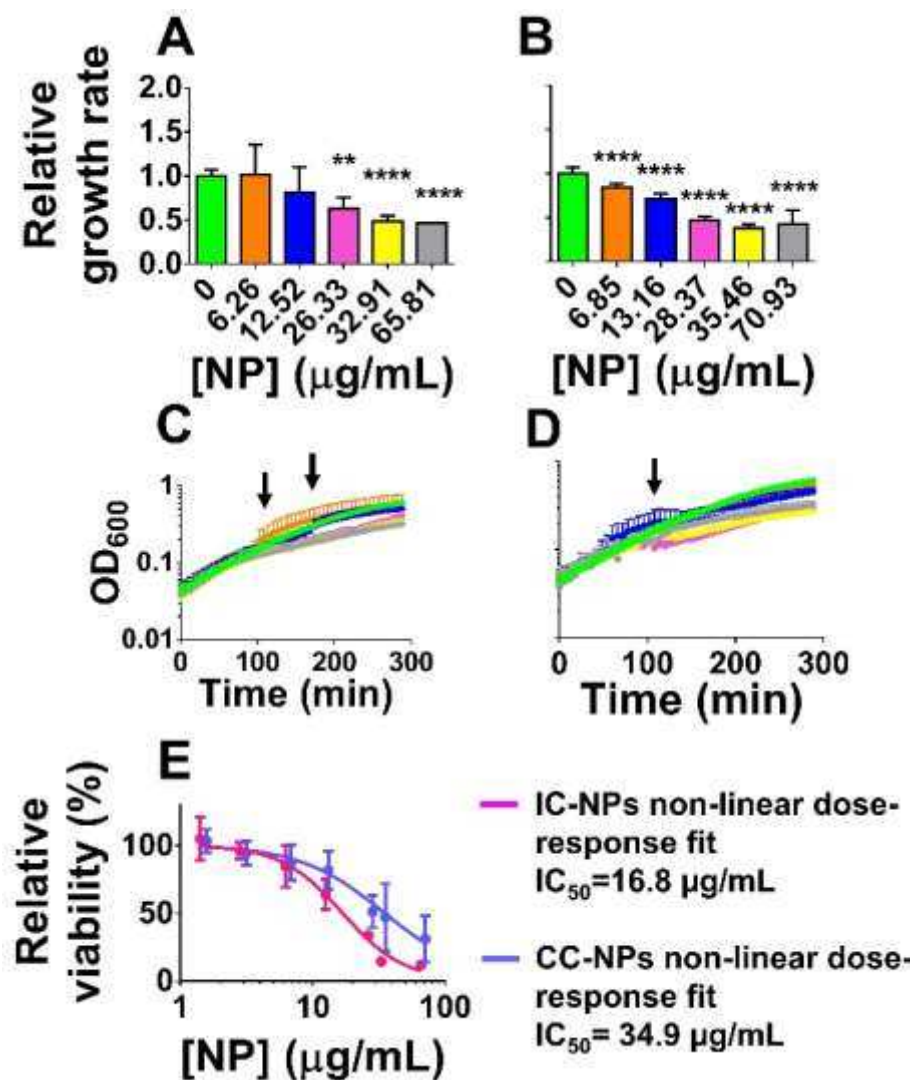 A
B
Relative
growth rate
2.0
1.5
1.0
0.5
0.0
**
****
****
****
****
****
****
****
0
6.26
12.52
26.33
32.91
65.81
0
6.85
13.16
28.37
35.46
70.93
[NP] (μg/mL)
[NP] (μg/mL)
C
D
OD600
1
0.1
0.01
0
100
200
300
0
100
200
300
Time (min)
Time (min)
E
Relative
viability (%)
100
50
0
1
10
100
[NP] (μg/mL)
IC-NPs non-linear dose-
response fit
IC50=16.8 μg/mL
CC-NPs non-linear dose-
response fit
IC50= 34.9 μg/mL